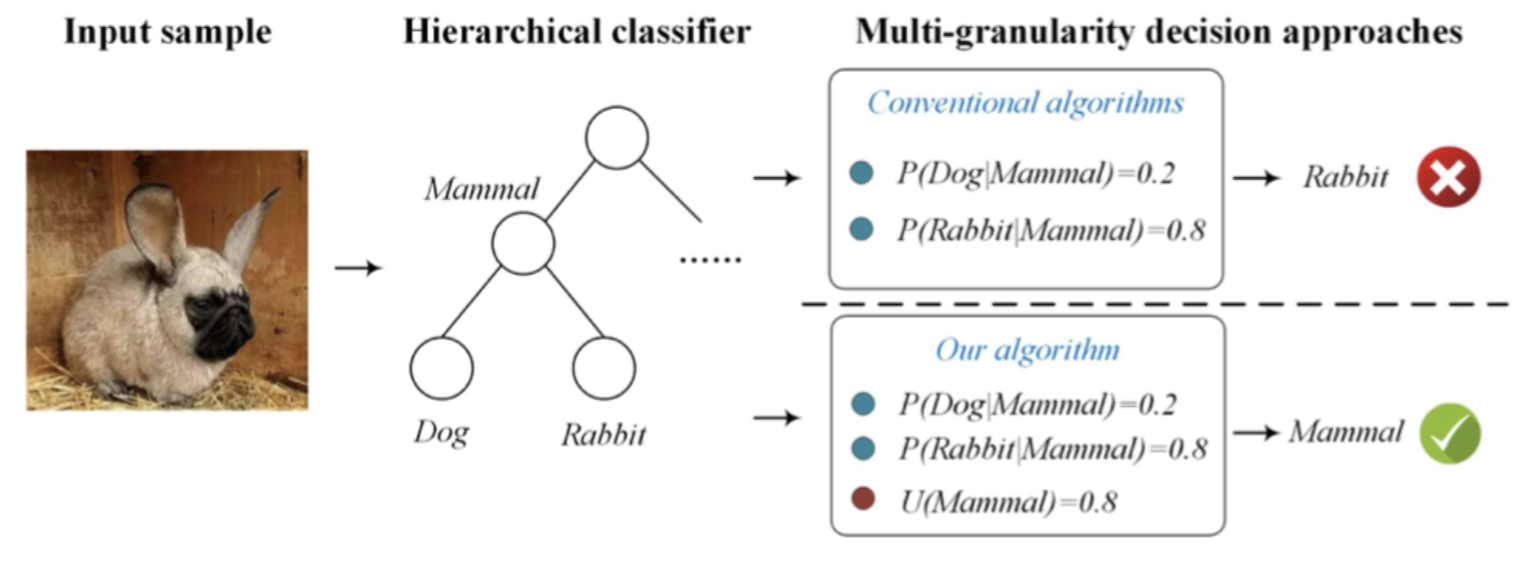 Input sample
Hierarchical classifier
Multi-granularity decision approaches
Mammal
......
Dog
Rabbit
Conventional algorithms
P(Dog|Mammal)=0.2
P(Rabbit|Mammal)=0.8
Rabbit
Our algorithm
P(Dog|Mammal)=0.2
P(Rabbit|Mammal)=0.8
U(Mammal)=0.8
Mammal